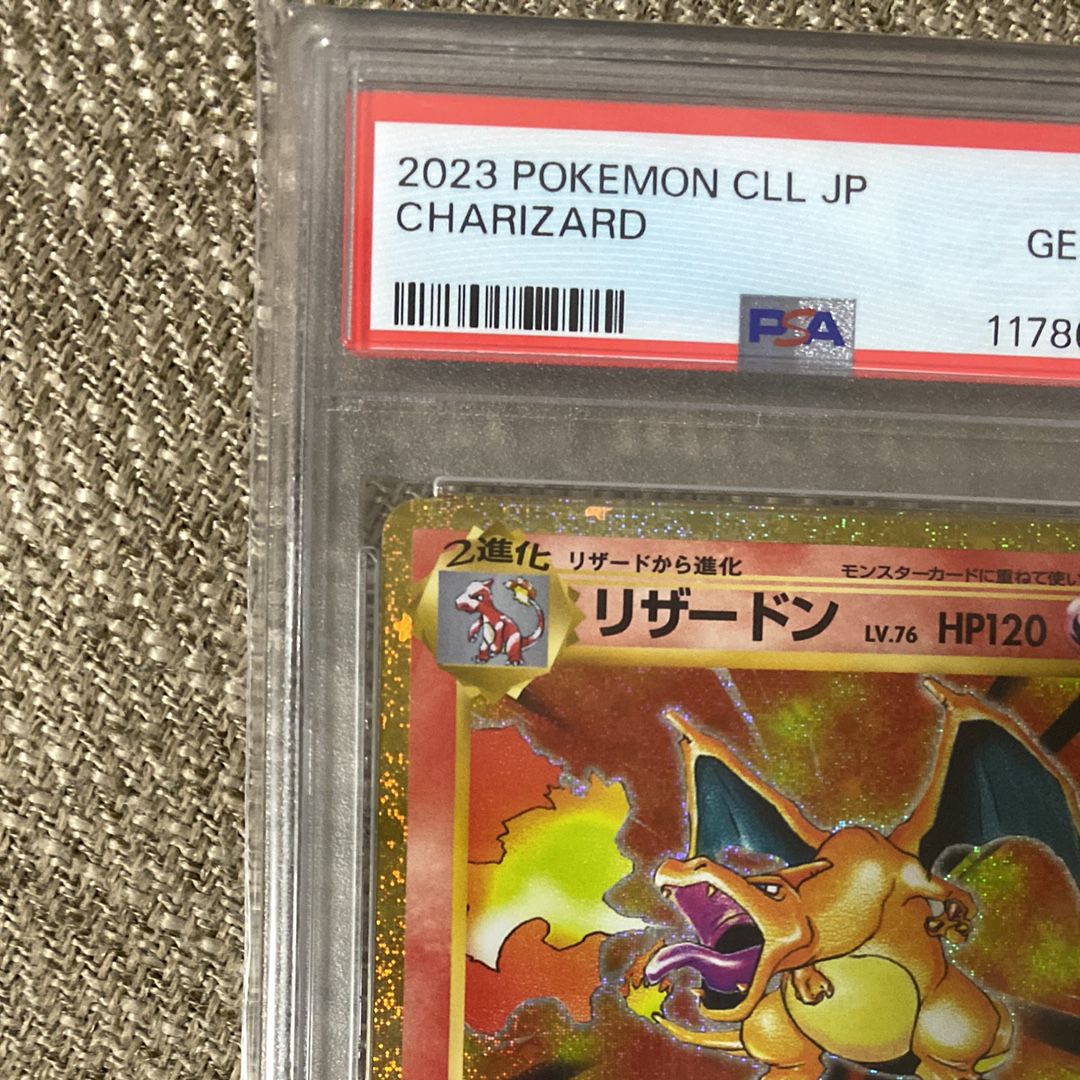 2023 POKEMON CLL JP
CHARIZARD
GE
PSA
1178
2進化
リザードから進化
モンスターカードに重ねて使い
リザードン LV.76 HP120